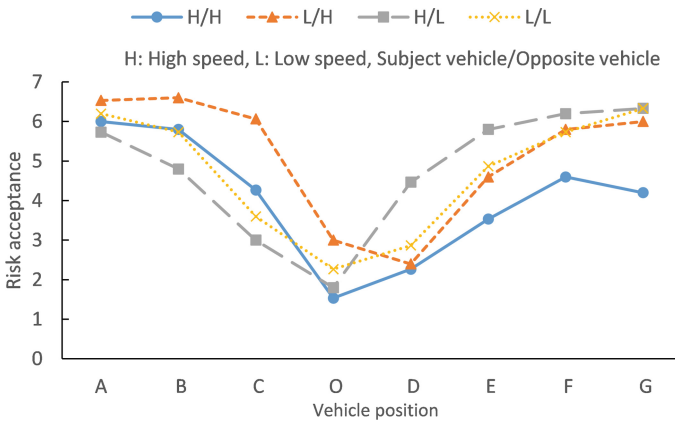 H/H L/H H/L L/L
H: High speed, L: Low speed, Subject vehicle/Opposite vehicle
7
6
5
4
3
2
1
0
Risk acceptance
A B C O D E F G
Vehicle position